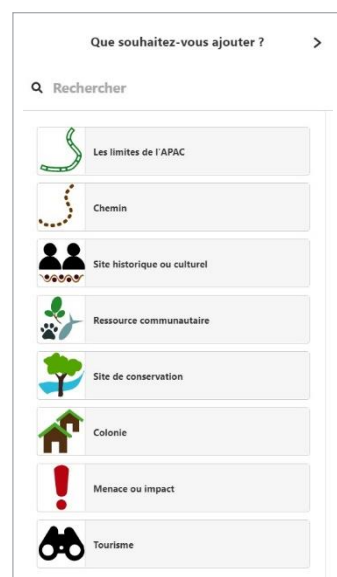 Que souhaitez-vous ajouter ?
Rechercher
Les limites de l'APAC
Chemin
Site historique ou culturel
Ressource communautaire
Site de conservation
Colonie
Menace ou impact
Tourisme